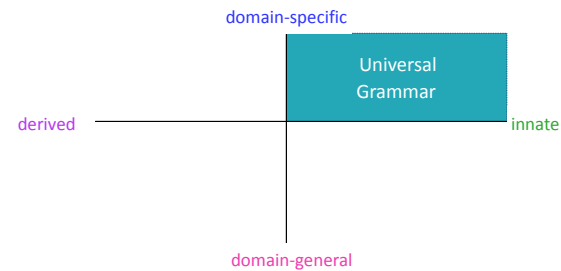 domain-specific
Universal
Grammar
derived
innate
domain-general